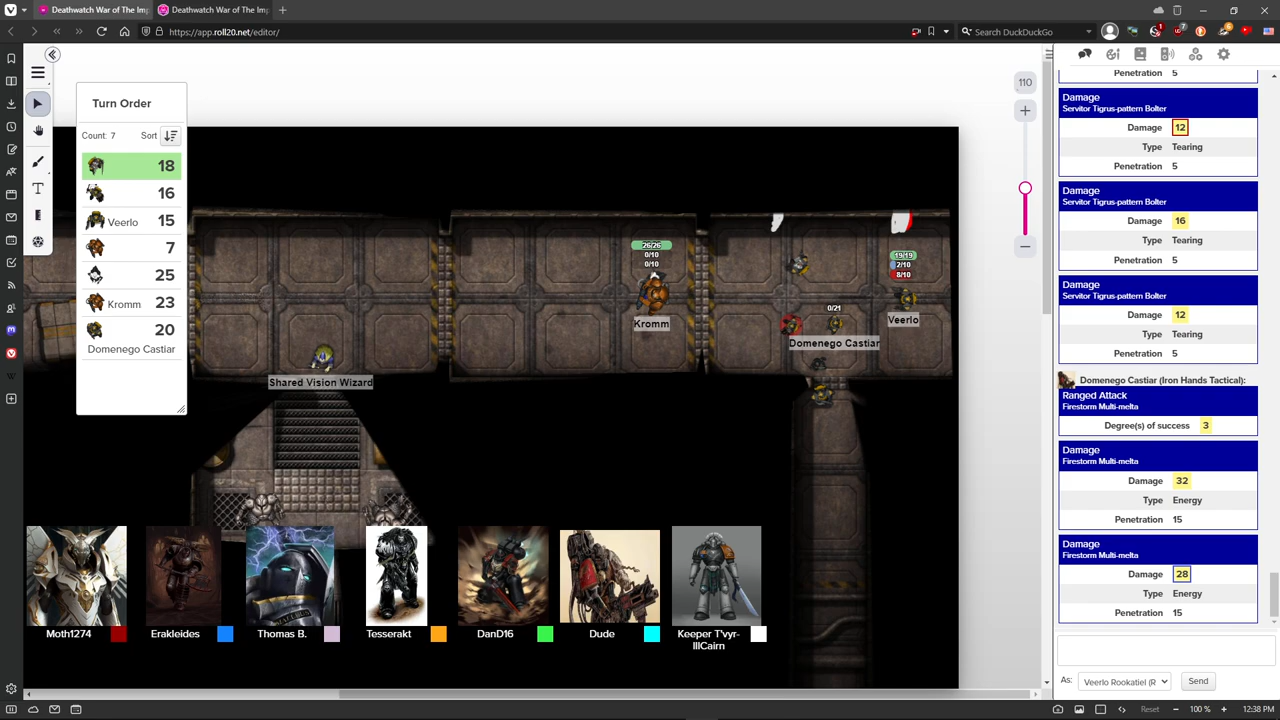 Deathwatch War of The Imp
Deathwatch War of The Imp
https://app.roll20.net/editor/
Search DuckDuckGo
Turn Order
Count: 7
Sort
18
16
Veerlo 15
7
25
Kromm 23
20
Domenego Castiar
110
26/26
0/10
0/10
Kromm
19/19
2/10
8/10
Veerlo
0/21
Domenego Castiar
Shared Vision Wizard
Moth1274
Erakleides
Thomas B.
Tesserakt
DanD16
Dude
Keeper T'vyr-
IllCairn
Penetration 5
Damage
Servitor Tigrus-pattern Bolter
Damage 12
Type Tearing
Penetration 5
Damage
Servitor Tigrus-pattern Bolter
Damage 16
Type Tearing
Penetration 5
Damage
Servitor Tigrus-pattern Bolter
Damage 12
Type Tearing
Penetration 5
Domenego Castiar (Iron Hands Tactical):
Ranged Attack
Firestorm Multi-melta
Degree(s) of success 3
Damage
Firestorm Multi-melta
Damage 32
Type Energy
Penetration 15
Damage
Firestorm Multi-melta
Damage 28
Type Energy
Penetration 15
As: Veerlo Rookatiel (R
Send
Reset
100 %
12:38 PM